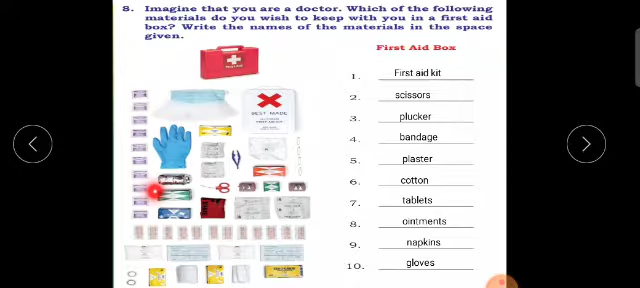 8. Imagine that you are a doctor. Which of the following
materials do you wish to keep with you in a first aid
box? Write the names of the materials in the space
given.
First Aid Box
1. First aid kit
2. scissors
3. plucker
4. bandage
5. plaster
6. cotton
7. tablets
8. ointments
9. napkins
10. gloves
BEST MADE